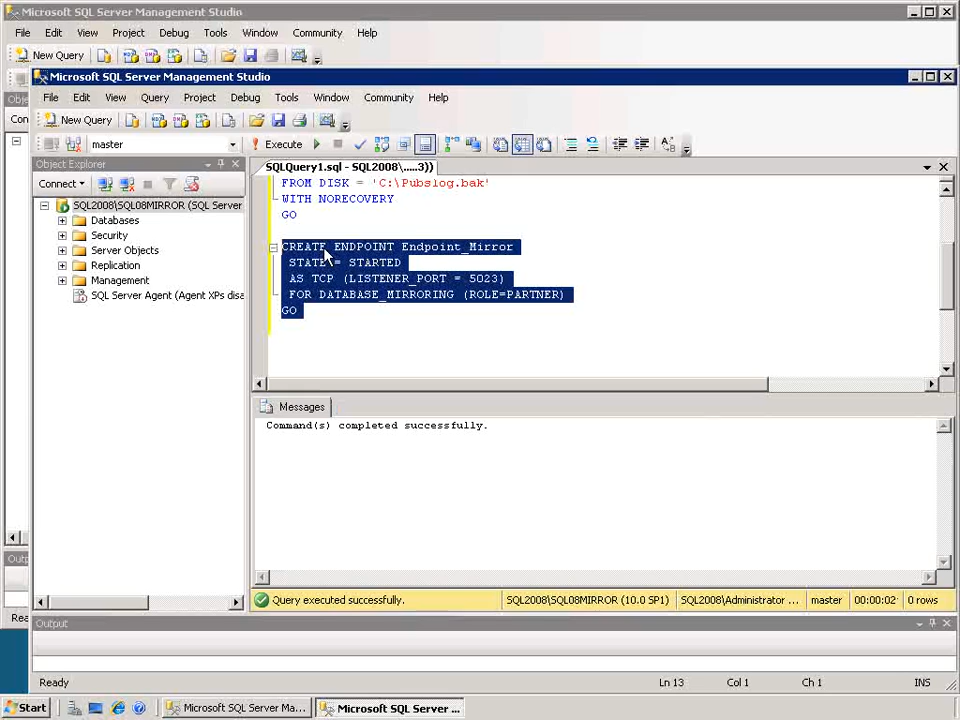 Microsoft SQL Server Management Studio
File Edit View Project Debug Tools Window Community Help
New Query
Microsoft SQL Server Management Studio
File Edit View Query Project Debug Tools Window Community Help
New Query
master
Execute
Object Explorer
Connect
SQL2008\SQL08MIRROR (SQL Server
Databases
Security
Server Objects
Replication
Management
SQL Server Agent (Agent XPs disa
SQLQuery1.sql - SQL2008\.....3))
FROM DISK = 'C:\Pubslog.bak'
WITH NORECOVERY
GO
CREATE ENDPOINT Endpoint_Mirror
STATE = STARTED
AS TCP (LISTENER_PORT = 5023)
FOR DATABASE_MIRRORING (ROLE=PARTNER)
GO
Messages
Command(s) completed successfully.
Query executed successfully. SQL2008\SQL08MIRROR (10.0 SP1) SQL2008\Administrator ... master 00:00:02 0 rows
Output
Ready Ln 13 Col 1 Ch 1 INS
Obje
Con
Outp
Rea
Start Microsoft SQL Server Ma... Microsoft SQL Server ...